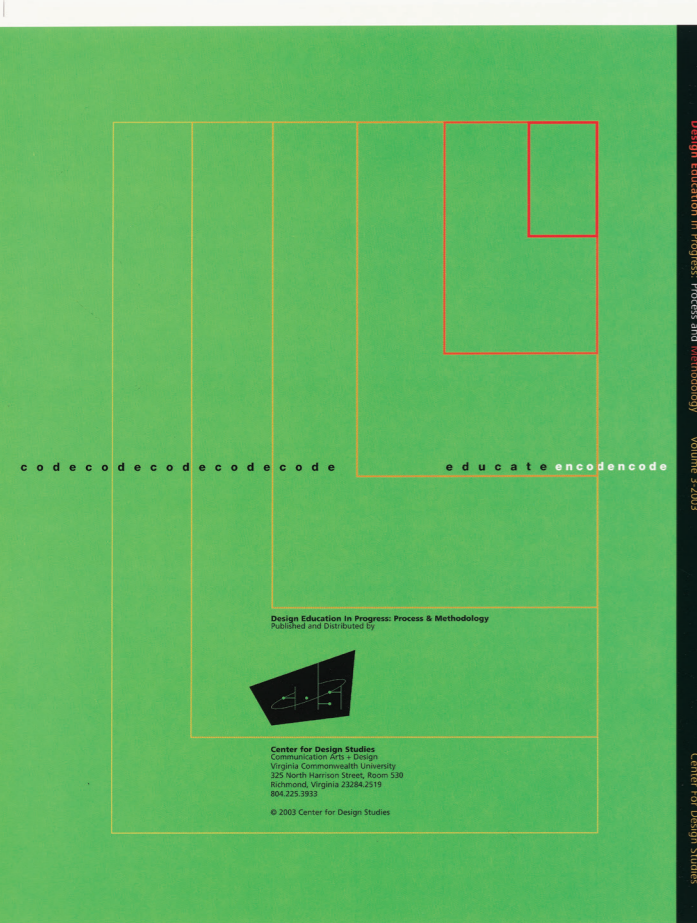 codecodecodecodecode educate encodencode
Design Education In Progress: Process & Methodology
Published and Distributed by
Center for Design Studies
Communication Arts + Design
Virginia Commonwealth University
325 North Harrison Street, Room 530
Richmond, Virginia 23284.2519
804.225.3933
© 2003 Center for Design Studies
Design Education In Progress: Process and Methodology Volume 3-2003 Center For Design Studies